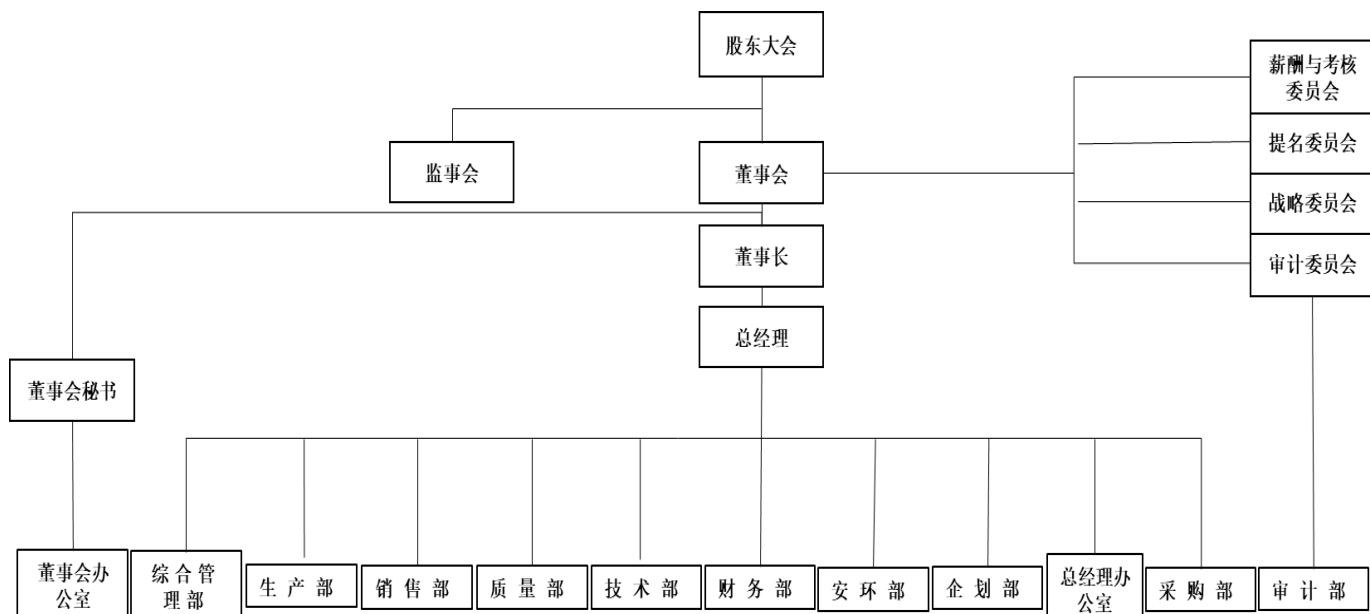 股东大会
薪酬与考核
委员会
监事会
董事会
提名委员会
战略委员会
董事长
审计委员会
总经理
董事会秘书
董事会办
公室
综合管
理部
生产部
销售部
质量部
技术部
财务部
安环部
企划部
总经理办
公室
采购部
审计部